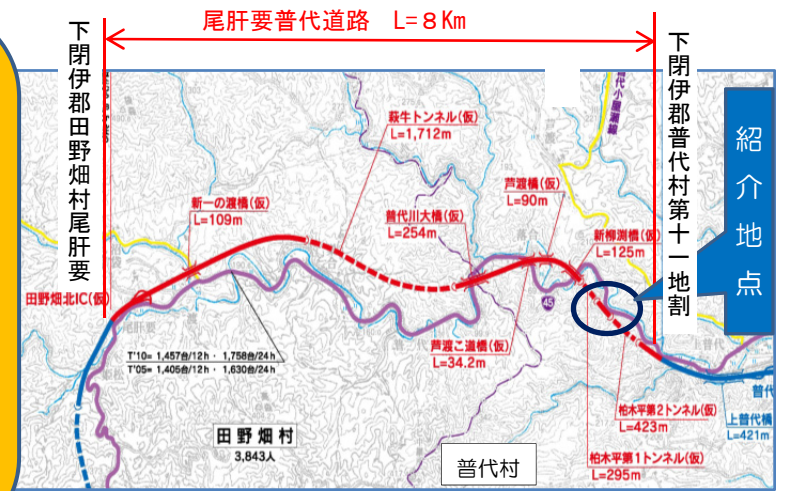 尾肝要普代道路 L=8Km
下閉伊郡田野畑村尾肝要
下閉伊郡普代村第十一地割
紹介地点
萩牛トンネル(仮)
L=1,712m
芦渡橋(仮)
L=90m
新一の渡橋(仮)
L=109m
普代川大橋(仮)
L=254m
新柳渕橋(仮)
L=125m
田野畑北IC(仮)
45
尾肝要
芦渡こ道橋(仮)
L=34.2m
T'10= 1,457台/12h・ 1,758台/24h
T'05= 1,405台/12h・ 1,630台/24h
上普代
普代
柏木平第2トンネル(仮)
L=423m
上普代橋
L=421m
田野畑村
3,843人
普代村
柏木平第1トンネル(仮)
L=295m